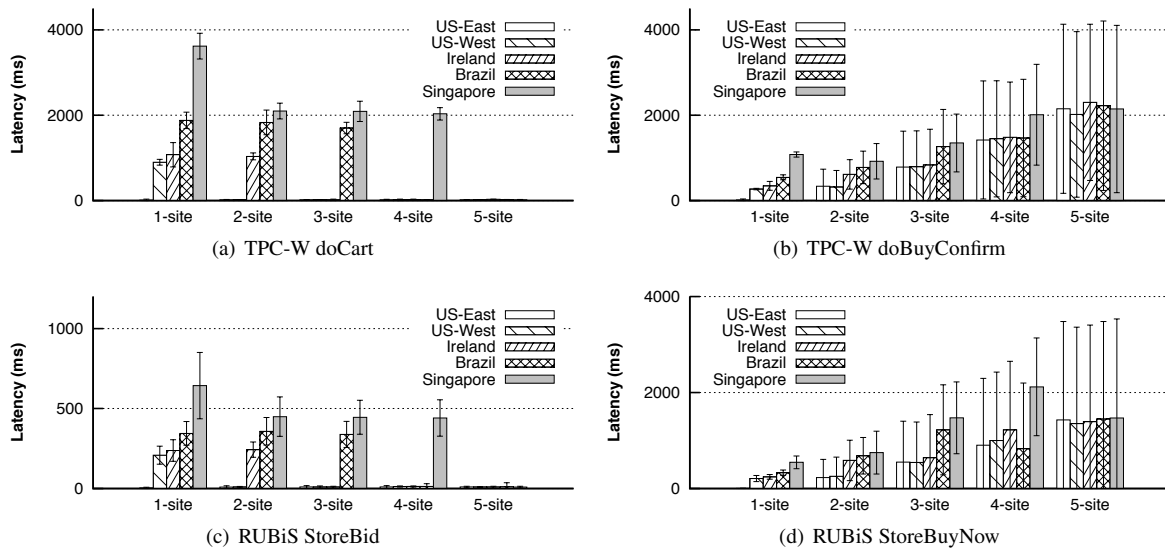 US-East
US-West
Ireland
Brazil
Singapore
Latency (ms)
4000
2000
0
1-site 2-site 3-site 4-site 5-site
(a) TPC-W doCart
US-East
US-West
Ireland
Brazil
Singapore
Latency (ms)
4000
2000
0
1-site 2-site 3-site 4-site 5-site
(b) TPC-W doBuyConfirm
US-East
US-West
Ireland
Brazil
Singapore
Latency (ms)
1000
500
0
1-site 2-site 3-site 4-site 5-site
(c) RUBiS StoreBid
US-East
US-West
Ireland
Brazil
Singapore
Latency (ms)
4000
2000
0
1-site 2-site 3-site 4-site 5-site
(d) RUBiS StoreBuyNow